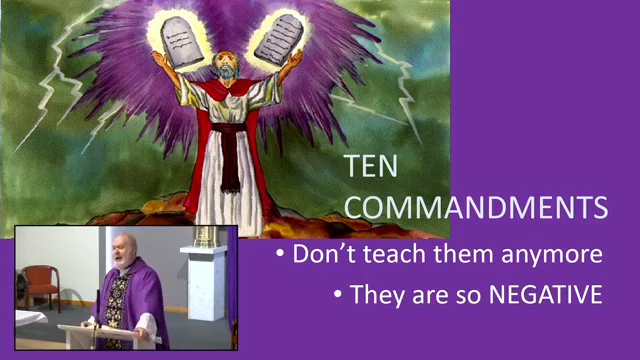 TEN
COMMANDMENTS
• Don’t teach them anymore
• They are so NEGATIVE